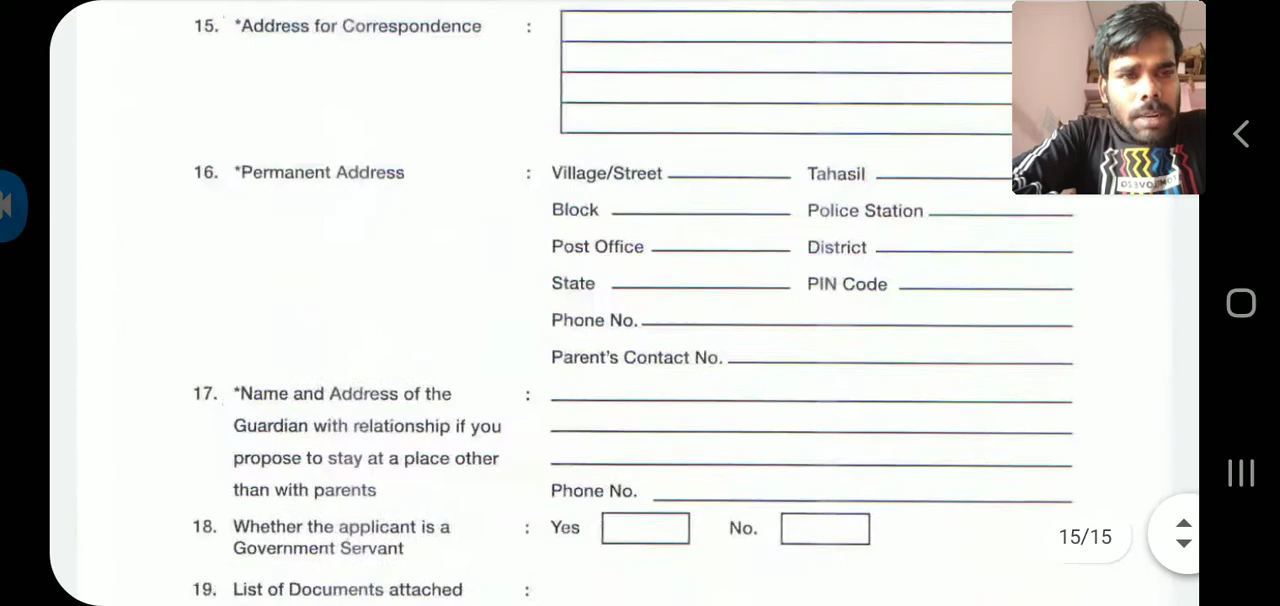 15. *Address for Correspondence :
16. *Permanent Address : Village/Street Tahasil
Block Police Station
Post Office District
State PIN Code
Phone No.
Parent's Contact No.
17. *Name and Address of the :
Guardian with relationship if you
propose to stay at a place other
than with parents Phone No.
18. Whether the applicant is a : Yes No.
Government Servant
19. List of Documents attached :
15/15